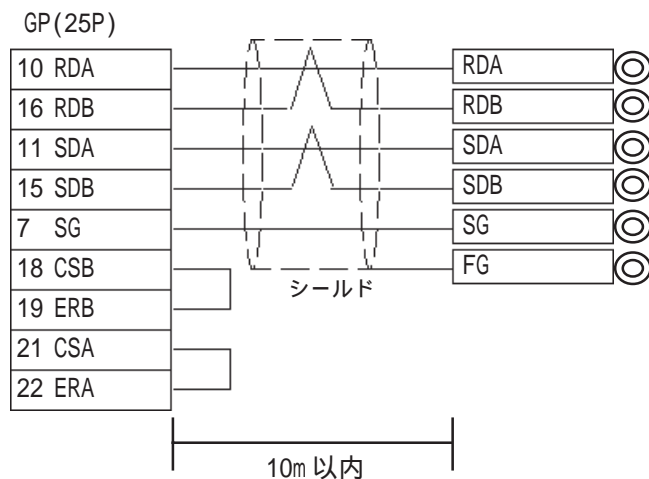 GP(25P)
10 RDA
RDA
16 RDB
RDB
11 SDA
SDA
15 SDB
SDB
7 SG
SG
18 CSB
FG
シールド
19 ERB
21 CSA
22 ERA
10m 以内